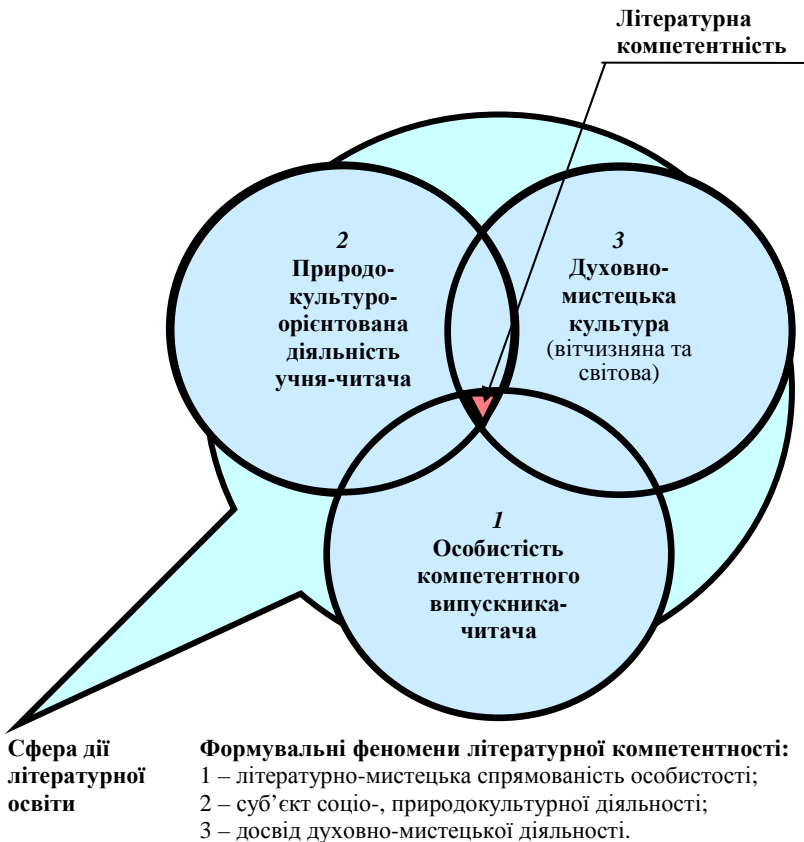 Літературна
компетентність
2
Природо-
культуро-
орієнтована
діяльність
учня-читача
3
Духовно-
мистецька
культура
(вітчизняна та
світова)
1
Особистість
компетентного
випускника-
читача
Сфера дії
літературної
освіти
Формувальні феномени літературної компетентності:
1 – літературно-мистецька спрямованість особистості;
2 – суб’єкт соціо-, природокультурної діяльності;
3 – досвід духовно-мистецької діяльності.